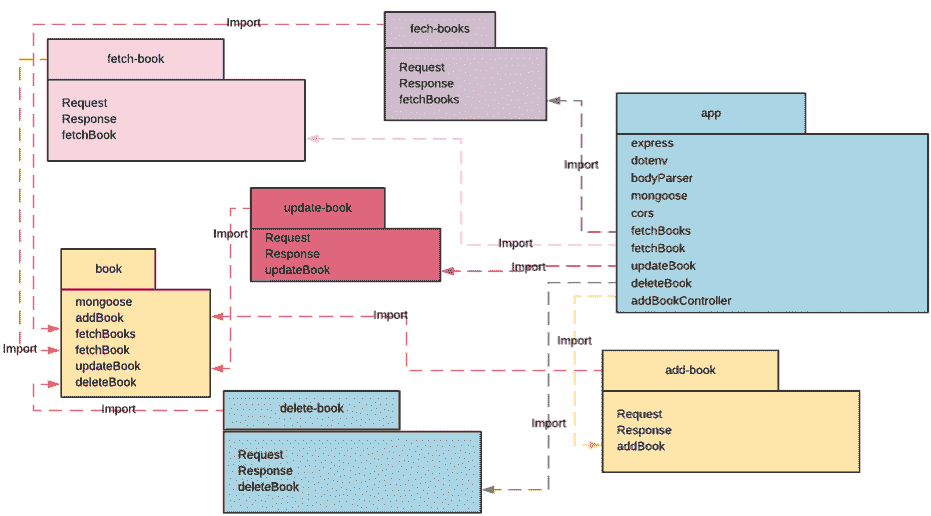 Import
fech-books
Request
Response
fetchBooks
fetch-book
Request
Response
fetchBook
app
express
dotenv
bodyParser
mongoose
cors
fetchBooks
fetchBook
updateBook
deleteBook
addBookController
Import
update-book
Request
Response
updateBook
Import
Import
Import
book
mongoose
addBook
fetchBooks
fetchBook
updateBook
deleteBook
Import
Import
Import
Import
add-book
Request
Response
addBook
delete-book
Request
Response
deleteBook
Import